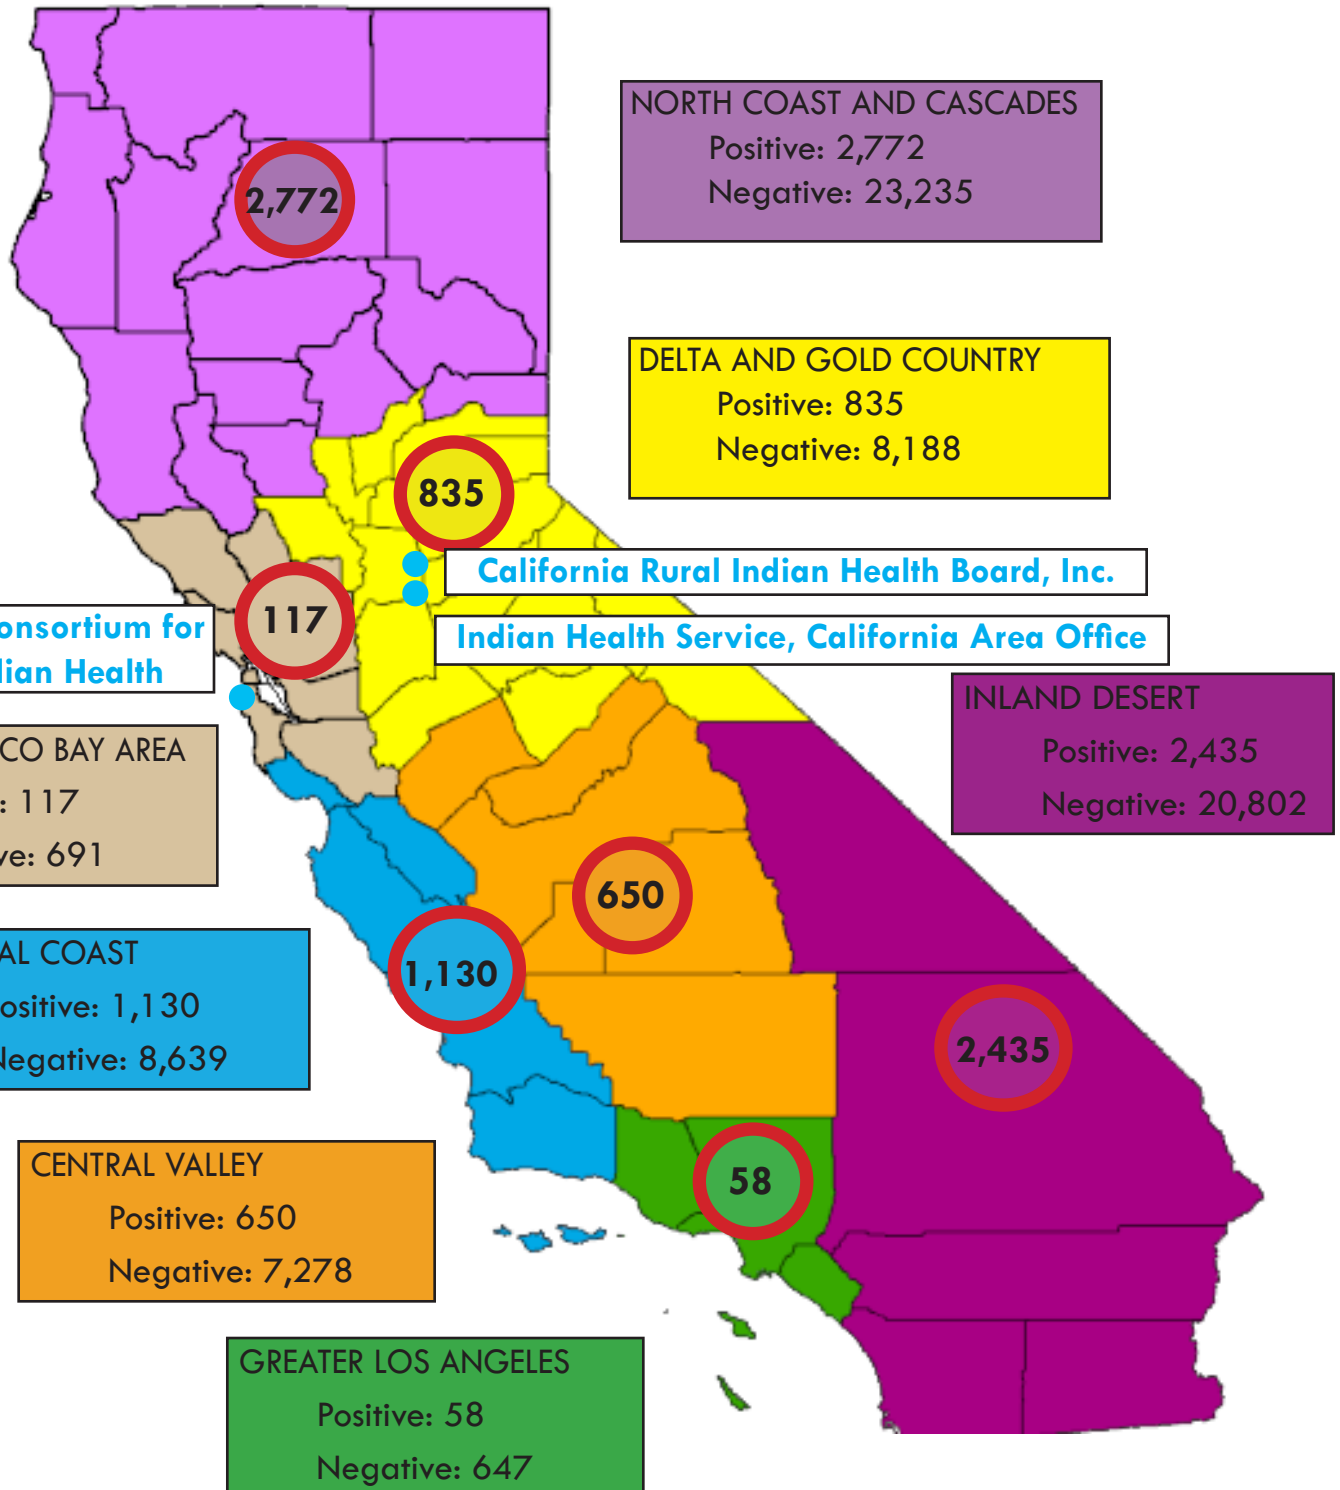 NORTH COAST AND CASCADES
Positive: 2,772
Negative: 23,235
2,772
DELTA AND GOLD COUNTRY
Positive: 835
Negative: 8,188
835
California Rural Indian Health Board, Inc.
117
onsortium for
dian Health
Indian Health Service, California Area Office
INLAND DESERT
Positive: 2,435
Negative: 20,802
CO BAY AREA
: 117
ve: 691
650
AL COAST
ositive: 1,130
Negative: 8,639
1,130
2,435
CENTRAL VALLEY
Positive: 650
Negative: 7,278
58
GREATER LOS ANGELES
Positive: 58
Negative: 647